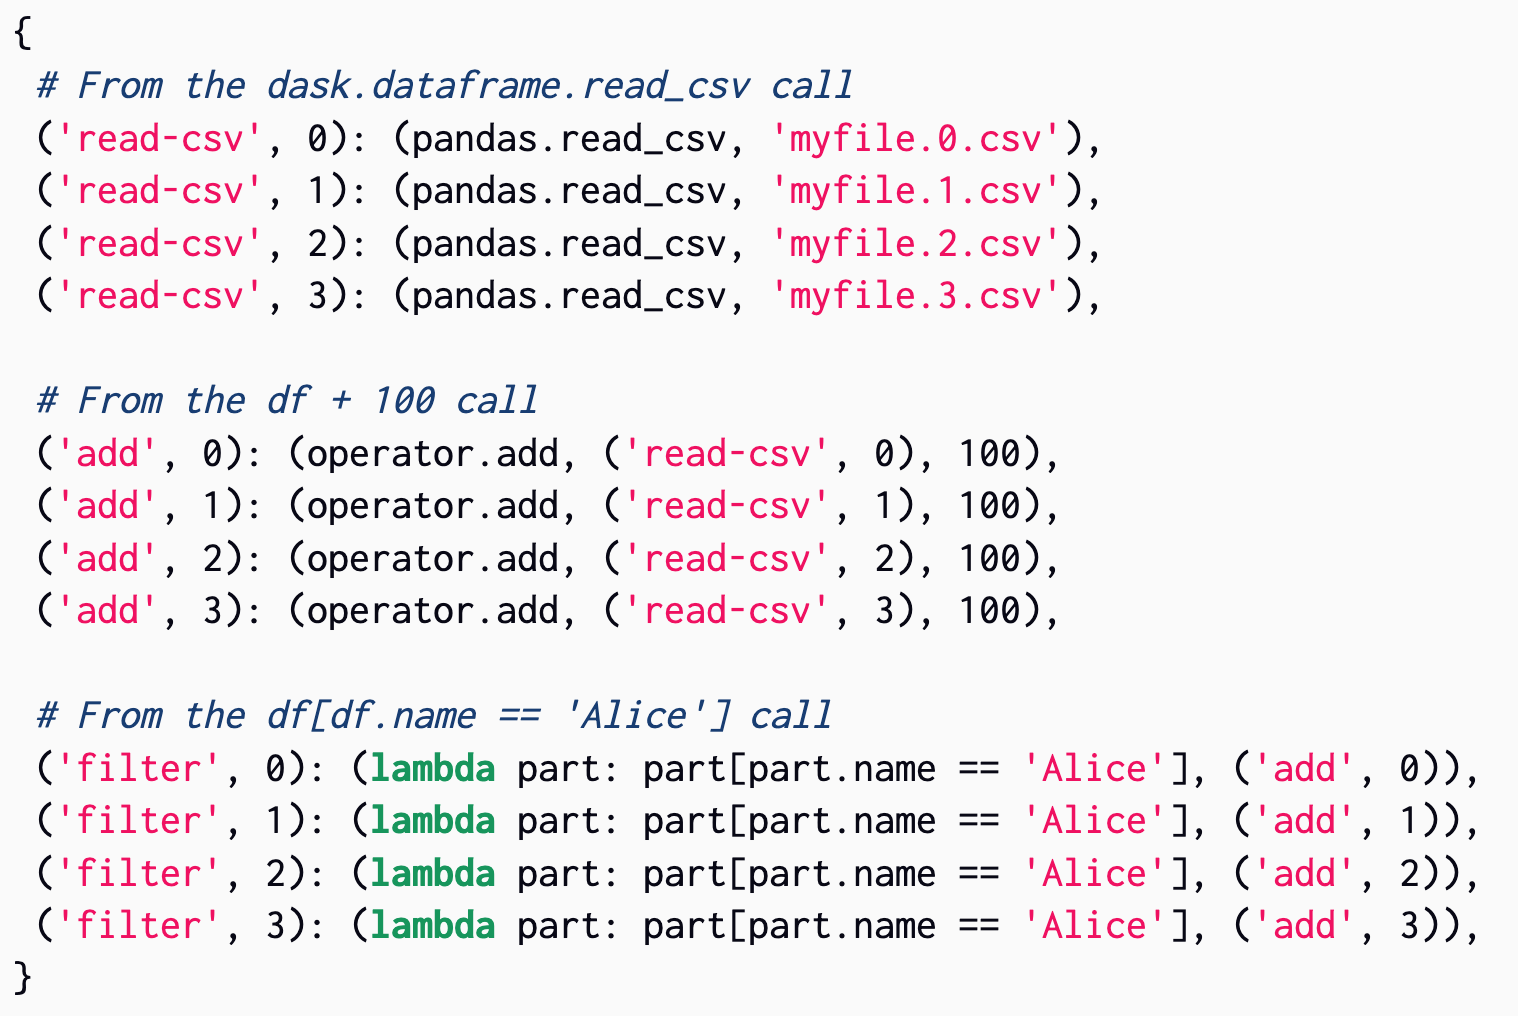 {
 # From the dask.dataframe.read_csv call
 ('read-csv', 0): (pandas.read_csv, 'myfile.0.csv'),
 ('read-csv', 1): (pandas.read_csv, 'myfile.1.csv'),
 ('read-csv', 2): (pandas.read_csv, 'myfile.2.csv'),
 ('read-csv', 3): (pandas.read_csv, 'myfile.3.csv'),

 # From the df + 100 call
 ('add', 0): (operator.add, ('read-csv', 0), 100),
 ('add', 1): (operator.add, ('read-csv', 1), 100),
 ('add', 2): (operator.add, ('read-csv', 2), 100),
 ('add', 3): (operator.add, ('read-csv', 3), 100),

 # From the df[df.name == 'Alice'] call
 ('filter', 0): (lambda part: part[part.name == 'Alice'], ('add', 0)),
 ('filter', 1): (lambda part: part[part.name == 'Alice'], ('add', 1)),
 ('filter', 2): (lambda part: part[part.name == 'Alice'], ('add', 2)),
 ('filter', 3): (lambda part: part[part.name == 'Alice'], ('add', 3)),
}